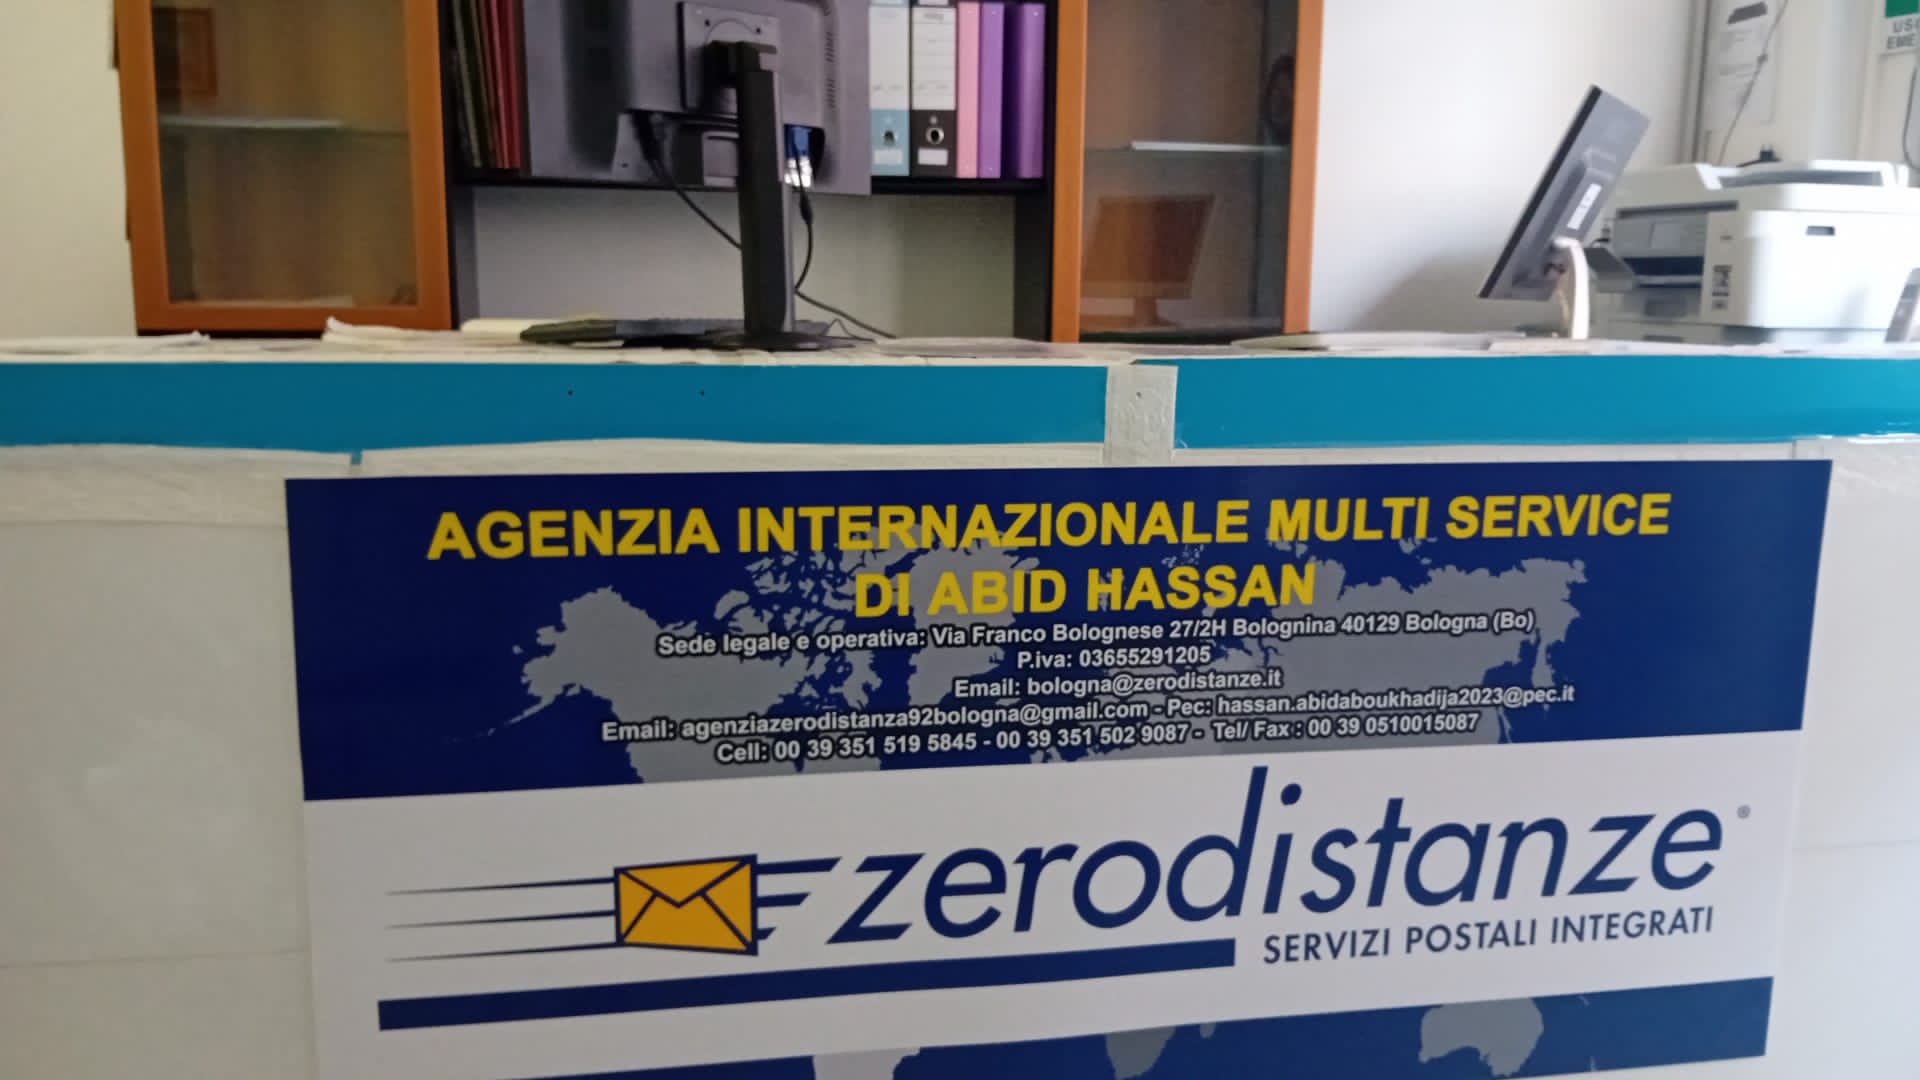 AGENZIA INTERNAZIONALE MULTI SERVICE
DI ABID HASSAN
Sede legale e operativa: Via Franco Bolognese 27/2H Bolognina 40129 Bologna (Bo)
P.iva: 03655291205
Email: bologna@zerodistanze.it
Email: agenziazerodistanza92bologna@gmail.com - Pec: hassan.abidaboukhadija2023@pec.it
Cell: 00 39 351 519 5845 - 00 39 351 502 9087 - Tel/ Fax : 00 39 0510015087
zerodistanze®
SERVIZI POSTALI INTEGRATI